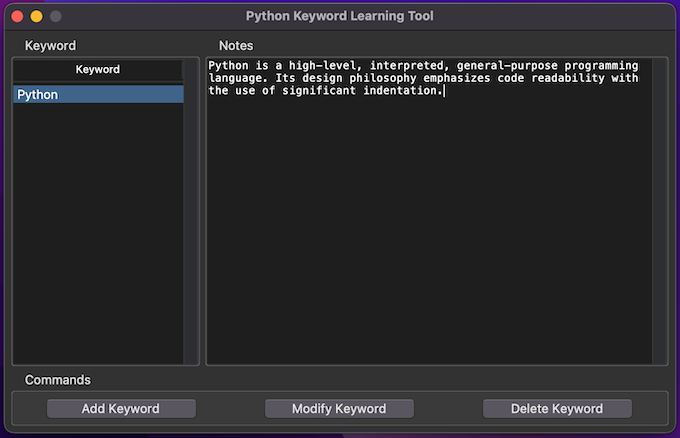 Python Keyword Learning Tool
Keyword
Notes
Keyword
Python
Python is a high-level, interpreted, general-purpose programming
language. Its design philosophy emphasizes code readability with
the use of significant indentation.
Commands
Add Keyword
Modify Keyword
Delete Keyword